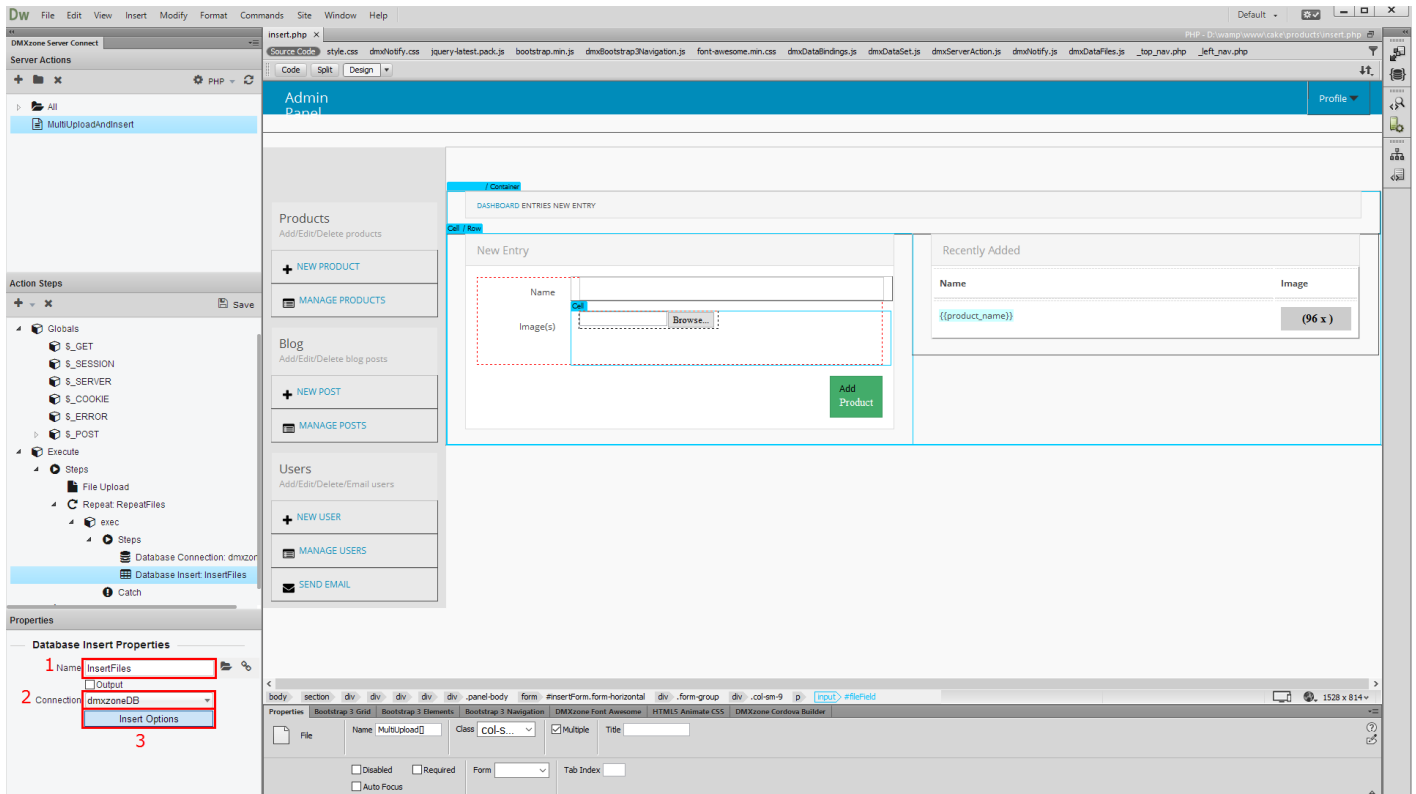 Dw File Edit View Insert Modify Format Commands Site Window Help Default
DMXzone Server Connect
Server Actions
PHP
All
MultiUploadAndInsert
Action Steps
Save
Globals
$_GET
$_SESSION
$_SERVER
$_COOKIE
$_ERROR
$_POST
Execute
Steps
File Upload
Repeat: RepeatFiles
exec
Steps
Database Connection: dmxzon
Database Insert: InsertFiles
Catch
Properties
Database Insert Properties
1 Name InsertFiles
Output
2 Connection dmxzoneDB
Insert Options
3
insert.php × PHP - D:\wamp\www\cake\products\insert.php
Source Code style.css dmxNotify.css jquery-latest.pack.js bootstrap.min.js dmxBootstrap3Navigation.js font-awesome.min.css dmxDataBindings.js dmxDataSet.js dmxServerAction.js dmxNotify.js dmxDataFiles.js _top_nav.php _left_nav.php
Code Split Design
Admin
Panel
Profile
/ Container
DASHBOARD ENTRIES NEW ENTRY
Cell / Row
Products
Add/Edit/Delete products
NEW PRODUCT
MANAGE PRODUCTS
Blog
Add/Edit/Delete blog posts
NEW POST
MANAGE POSTS
Users
Add/Edit/Delete/Email users
NEW USER
MANAGE USERS
SEND EMAIL
New Entry
Name
Cell
Image(s) Browse...
Add
Product
Recently Added
Name Image
{{product_name}} (96 x )
body section div div div div div .panel-body form #insertForm.form-horizontal div .form-group div .col-sm-9 p input #fileField 1528 x 814
Properties Bootstrap 3 Grid Bootstrap 3 Elements Bootstrap 3 Navigation DMXzone Font Awesome HTML5 Animate CSS DMXzone Cordova Builder
File Name MultiUpload[] Class col-s... Multiple Title
Disabled Required Form Tab Index
Auto Focus